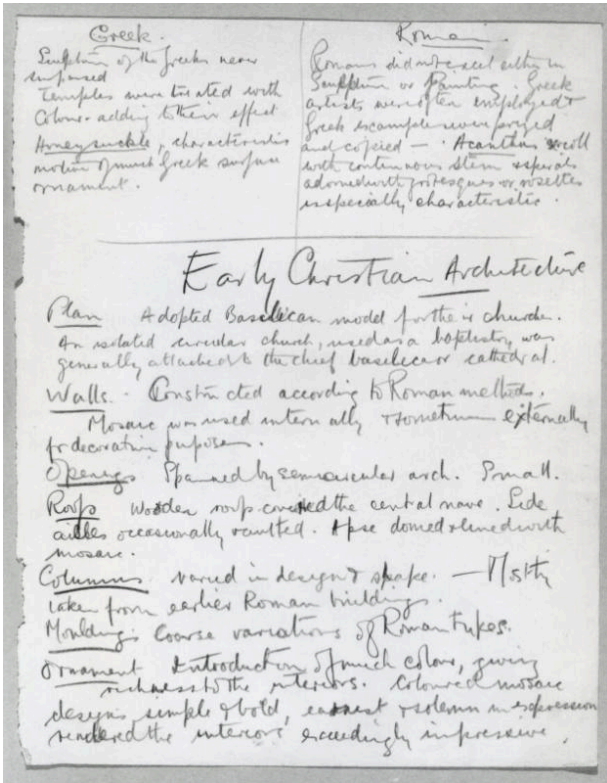 Greek.
Sculpture of the Greeks never
surpassed
Temples were treated with
Colour adding to their effect
Honeysuckle, characteristic
motive of much Greek surface
ornament.
Roman.
Romans did not excel either in
Sculpture or Painting. Greek
artists were often employed &
Greek examples were prized
and copied — Acanthus scroll
with continuous stem & spirals
adorned with grotesques or rosettes
is especially characteristic.
Early Christian Architecture
Plan Adopted Basilican model for their churches.
An isolated circular church, used as a baptistry, was
generally attached to the chief basilica or cathedral.
Walls. Constructed according to Roman methods.
Mosaic was used internally & sometimes externally
for decorative purposes.
Openings Spanned by semicircular arch. Small.
Roofs Wooden roofs covered the central nave. Side
aisles occasionally vaulted. Apse domed & lined with
mosaic.
Columns varied in design & shape. — Mostly
taken from earlier Roman buildings.
Mouldings Coarse variations of Roman types.
Ornament Introduction of much colour, giving
richness to the interiors. Coloured mosaic
designs, simple & bold, earnest & solemn in expression
rendered the interiors exceedingly impressive.